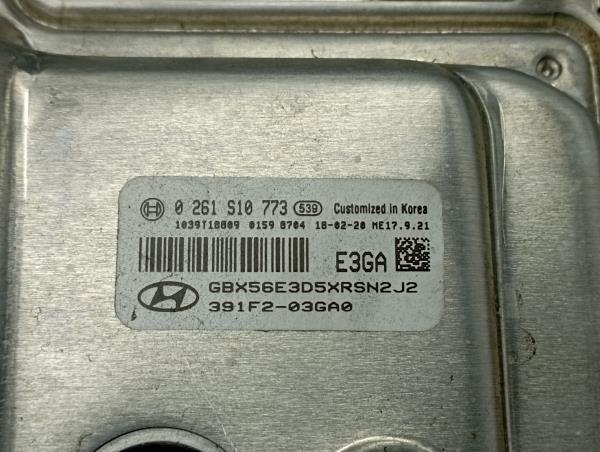 0 261 S10 773 539 Customized in Korea
1039T18809 0159 8704 18-02-20 ME17.9.21
E3GA
GBX56E3D5XRSN2J2
391F2-03GA0